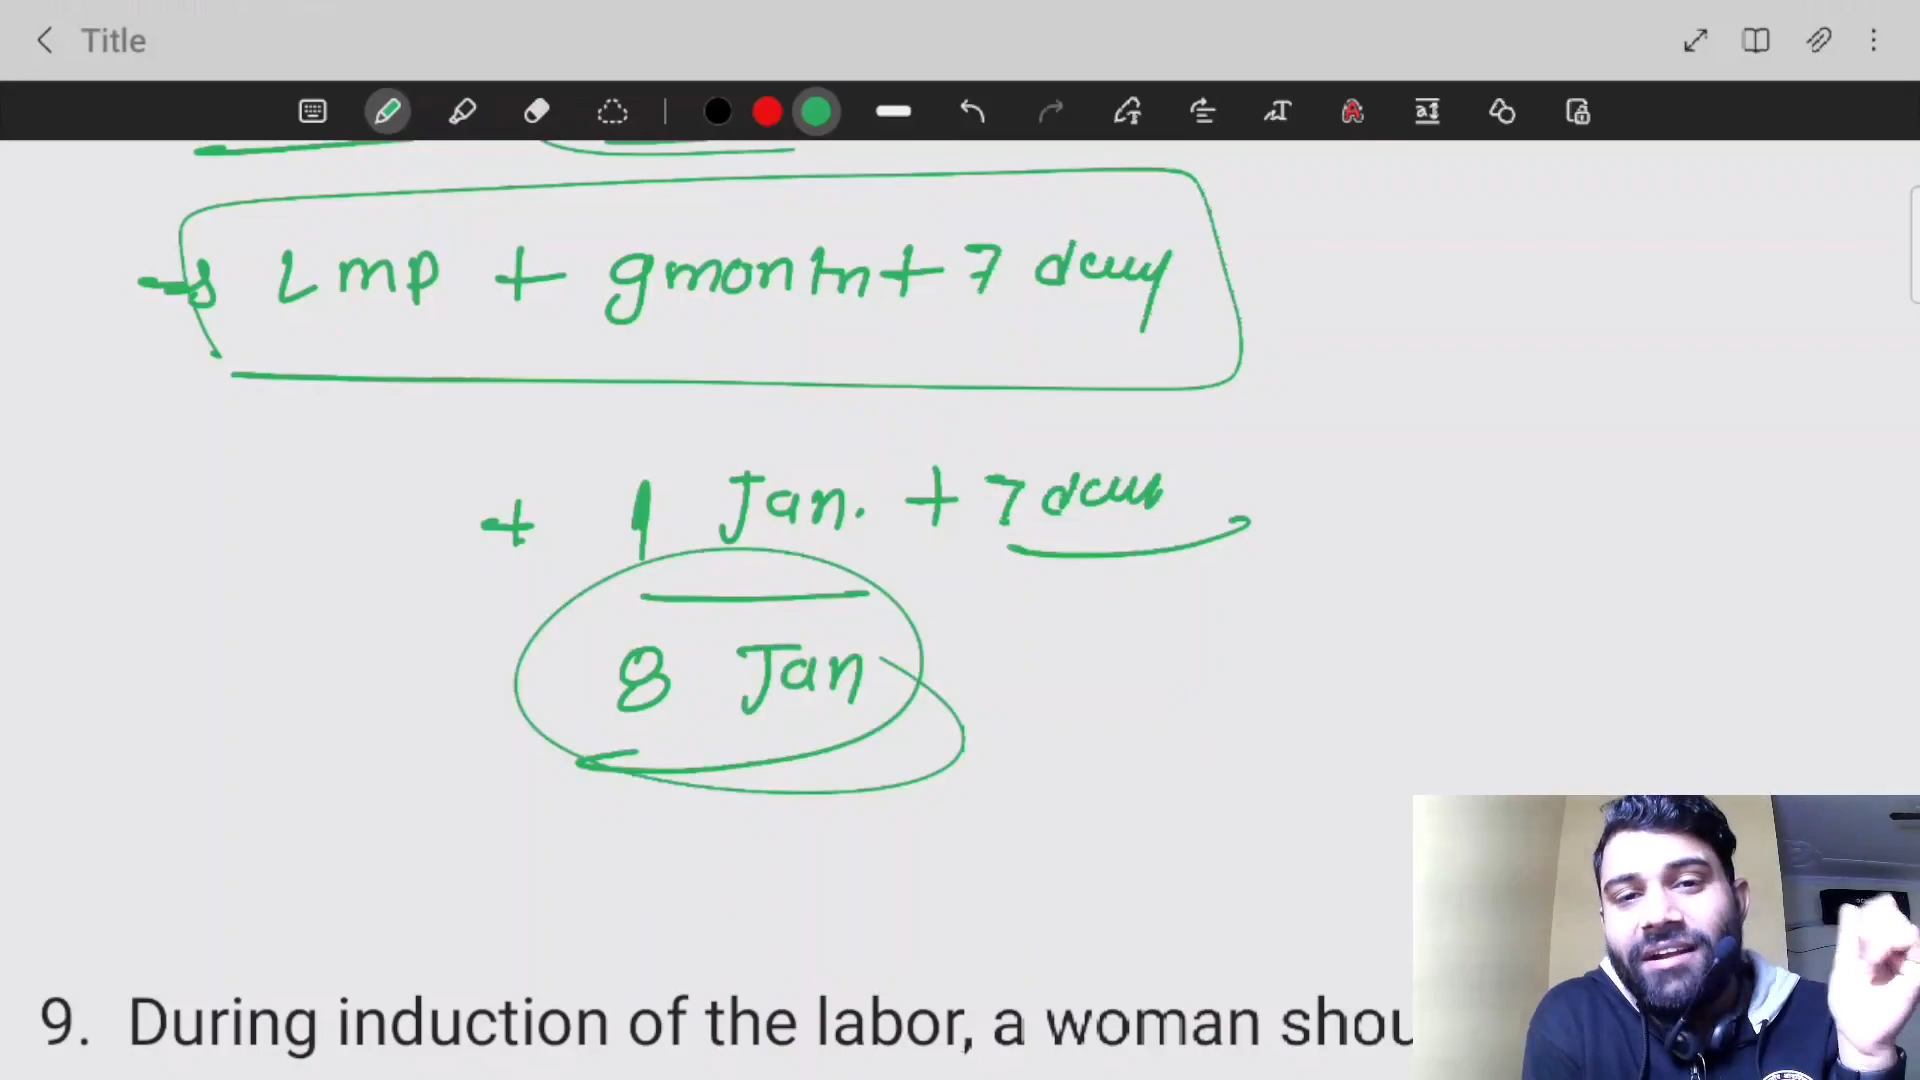 Title
Lmp + 9month + 7 day
+ 1 Jan. + 7 days
8 Jan
9. During induction of the labor, a woman shou